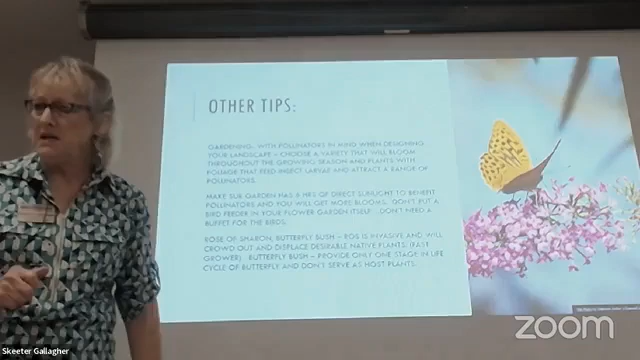 OTHER TIPS:
GARDENING - WITH POLLINATORS IN MIND WHEN DESIGNING
YOUR LANDSCAPE – CHOOSE A VARIETY THAT WILL BLOOM
THROUGHOUT THE GROWING SEASON AND PLANTS WITH
FOLIAGE THAT FEED INSECT LARVAE AND ATTRACT A RANGE OF
POLLINATORS.
MAKE SUR GARDEN HAS 6 HRS OF DIRECT SUNLIGHT TO BENEFIT
POLLINATORS AND YOU WILL GET MORE BLOOMS. DON'T PUT A
BIRD FEEDER IN YOUR FLOWER GARDEN ITSELF. DON'T NEED A
BUFFET FOR THE BIRDS.
ROSE OF SHARON, BUTTERFLY BUSH – ROS IS INVASIVE AND WILL
CROWD OUT AND DISPLACE DESIRABLE NATIVE PLANTS. (FAST
GROWER). BUTTERFLY BUSH – PROVIDE ONLY ONE STAGE IN LIFE
CYCLE OF BUTTERFLY AND DON'T SERVE AS HOST PLANTS.
Skeeter Gallagher
zoom